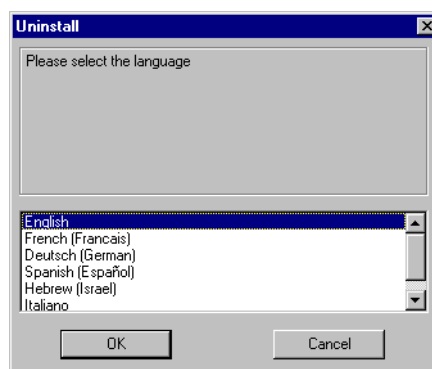 Uninstall
Please select the language
English
French (Francais)
Deutsch (German)
Spanish (Español)
Hebrew (Israel)
Italiano
OK
Cancel